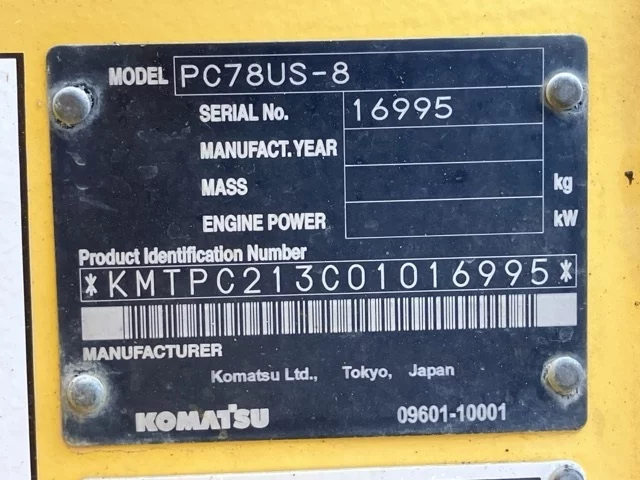 MODEL PC78US-8
SERIAL No. 16995
MANUFACT. YEAR
MASS kg
ENGINE POWER kW
Product Identification Number
*KMTPC213C01016995*
MANUFACTURER
Komatsu Ltd., Tokyo, Japan
KOMATSU 09601-10001